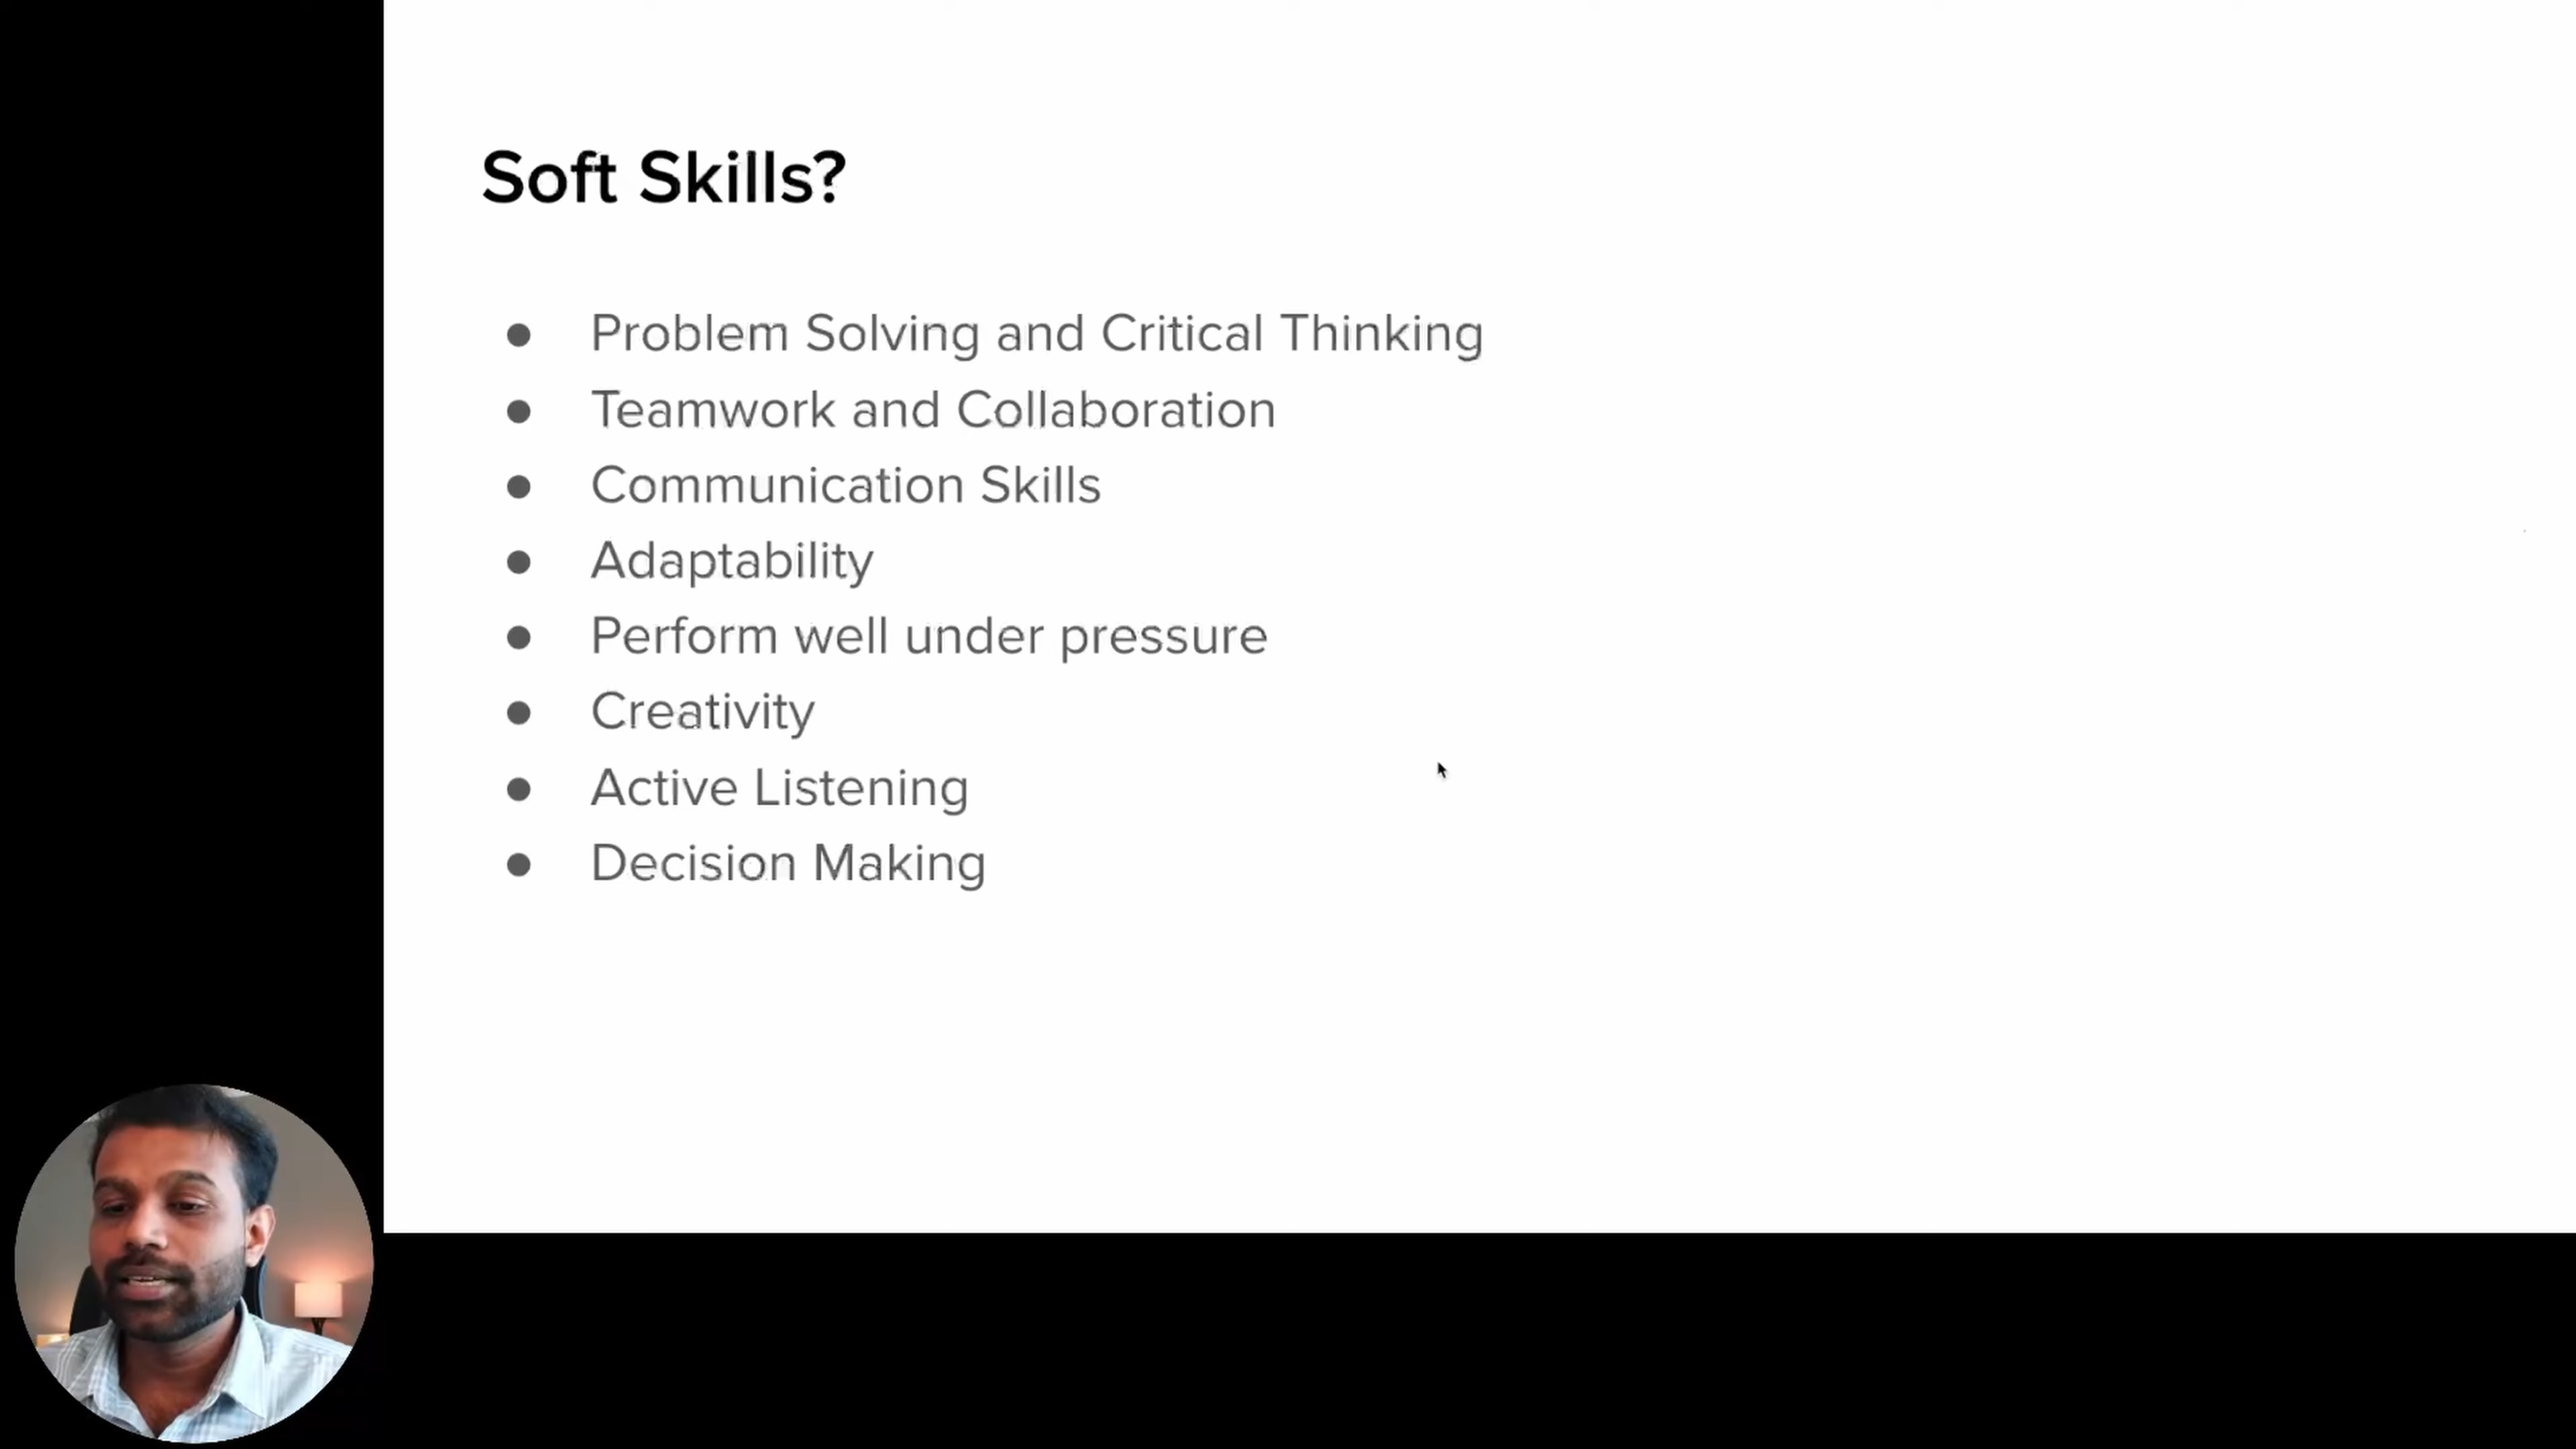 Soft Skills?
● Problem Solving and Critical Thinking
● Teamwork and Collaboration
● Communication Skills
● Adaptability
● Perform well under pressure
● Creativity
● Active Listening
● Decision Making